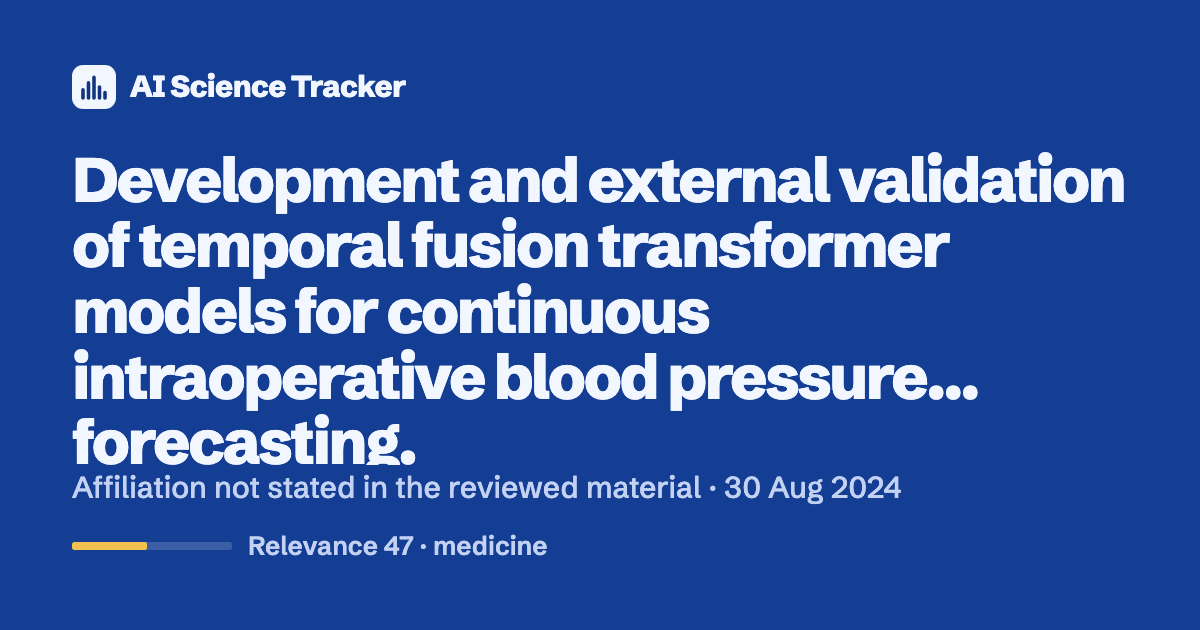 AI Science Tracker
Development and external validation
of temporal fusion transformer
models for continuous
intraoperative blood pressure...
forecasting.
Affiliation not stated in the reviewed material · 30 Aug 2024
Relevance 47 · medicine